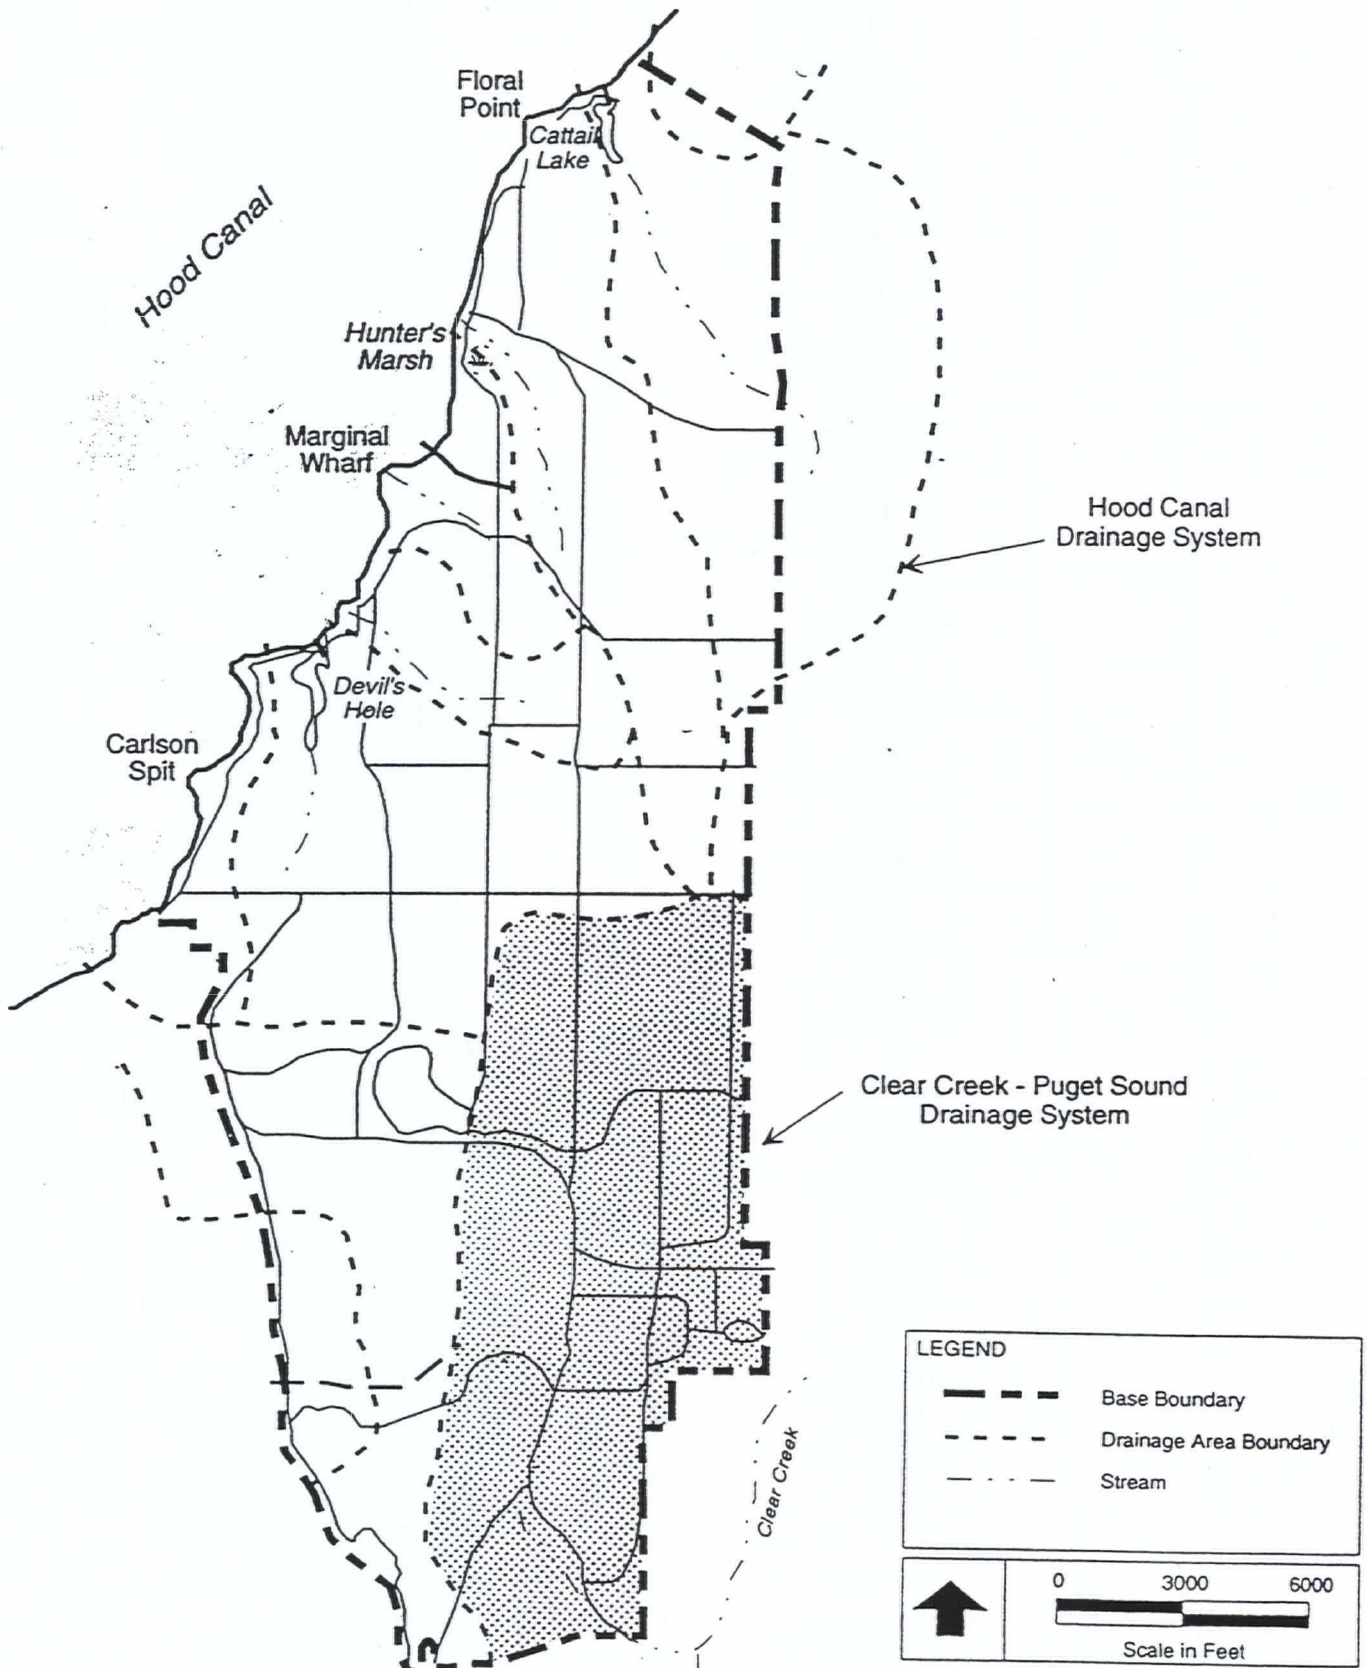 Floral
Point
Cattail
Lake
Hood Canal
Hunter's
Marsh
Marginal
Wharf
Hood Canal
Drainage System
Devil's
Hole
Carlson
Spit
Clear Creek - Puget Sound
Drainage System
Clear Creek
LEGEND
Base Boundary
Drainage Area Boundary
Stream
0 3000 6000
Scale in Feet